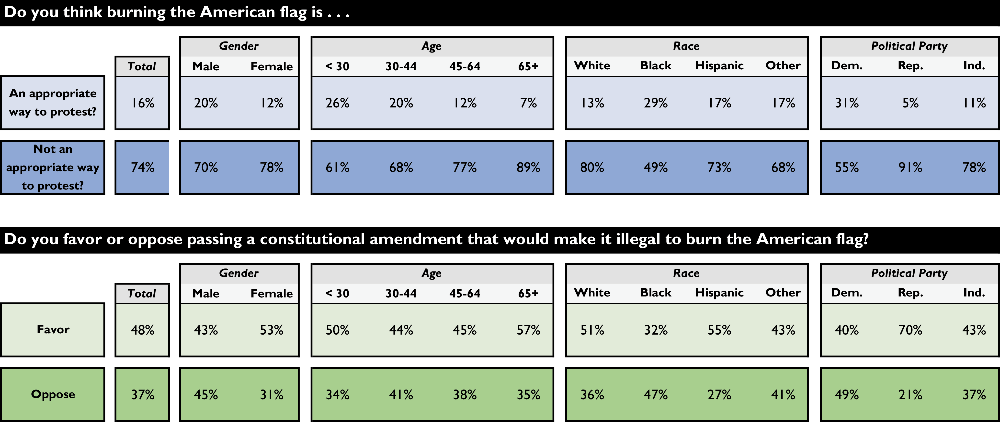 Do you think burning the American flag is . . .
Gender Age Race Political Party
Total Male Female < 30 30-44 45-64 65+ White Black Hispanic Other Dem. Rep. Ind.
An appropriate
way to protest?
16% 20% 12% 26% 20% 12% 7% 13% 29% 17% 17% 31% 5% 11%
Not an
appropriate way
to protest?
74% 70% 78% 61% 68% 77% 89% 80% 49% 73% 68% 55% 91% 78%
Do you favor or oppose passing a constitutional amendment that would make it illegal to burn the American flag?
Gender Age Race Political Party
Total Male Female < 30 30-44 45-64 65+ White Black Hispanic Other Dem. Rep. Ind.
Favor 48% 43% 53% 50% 44% 45% 57% 51% 32% 55% 43% 40% 70% 43%
Oppose 37% 45% 31% 34% 41% 38% 35% 36% 47% 27% 41% 49% 21% 37%